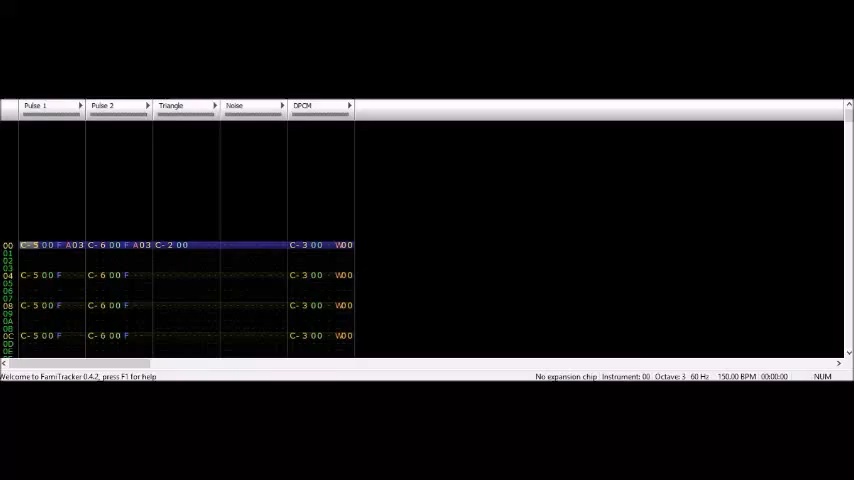 Pulse 1 Pulse 2 Triangle Noise DPCM
00 C-5 00 F A03 C-6 00 F A03 C-2 00 C-3 00 W00
01
02
03
04 C-5 00 F C-6 00 F C-3 00 W00
05
06
07
08 C-5 00 F C-6 00 F C-3 00 W00
09
0A
0B
0C C-5 00 F C-6 00 F C-3 00 W00
0D
0E
Welcome to FamiTracker 0.4.2, press F1 for help No expansion chip Instrument: 00 Octave: 3 60 Hz 150.00 BPM 00:00:00 NUM